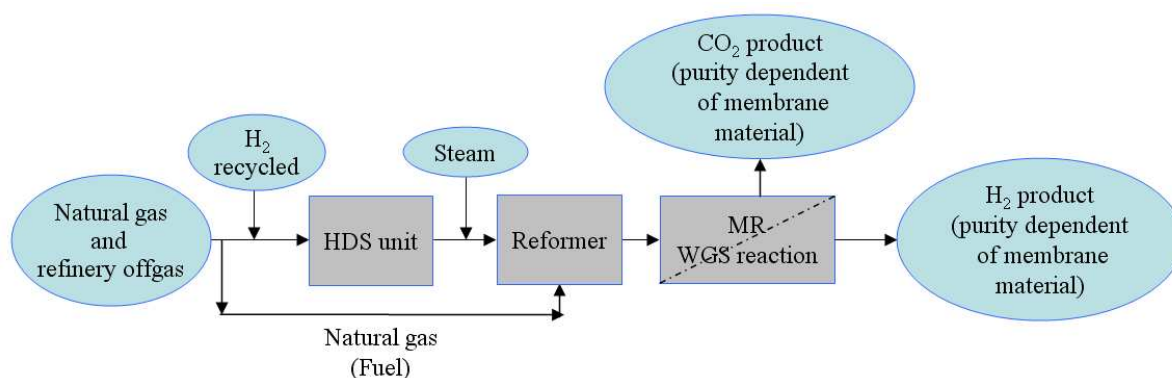 CO₂ product
(purity dependent
of membrane
material)
H₂
recycled
Steam
Natural gas
and
refinery offgas
HDS unit
Reformer
MR
WGS reaction
H₂ product
(purity dependent
of membrane
material)
Natural gas
(Fuel)